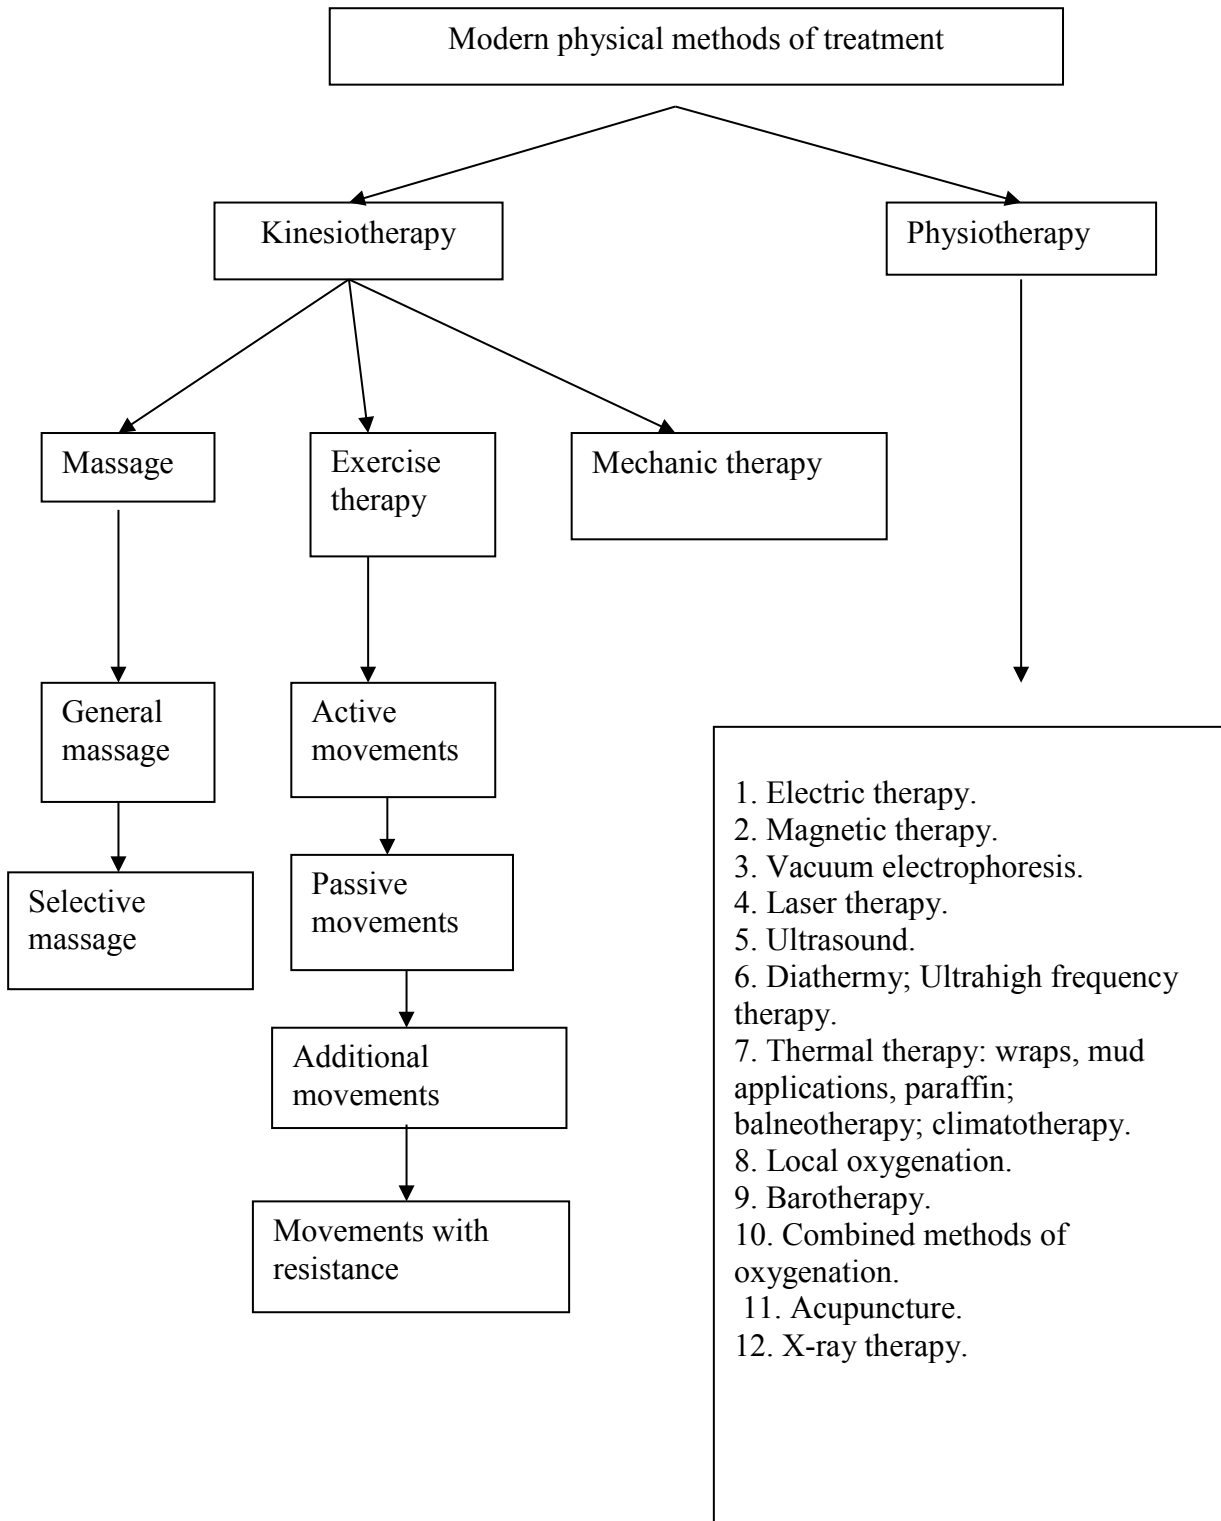 Modern physical methods of treatment
Kinesiotherapy
Physiotherapy
Massage
Exercise
therapy
Mechanic therapy
General
massage
Active
movements
Selective
massage
Passive
movements
Additional
movements
Movements with
resistance
1. Electric therapy.
2. Magnetic therapy.
3. Vacuum electrophoresis.
4. Laser therapy.
5. Ultrasound.
6. Diathermy; Ultrahigh frequency
therapy.
7. Thermal therapy: wraps, mud
applications, paraffin;
balneotherapy; climatotherapy.
8. Local oxygenation.
9. Barotherapy.
10. Combined methods of
oxygenation.
11. Acupuncture.
12. X-ray therapy.